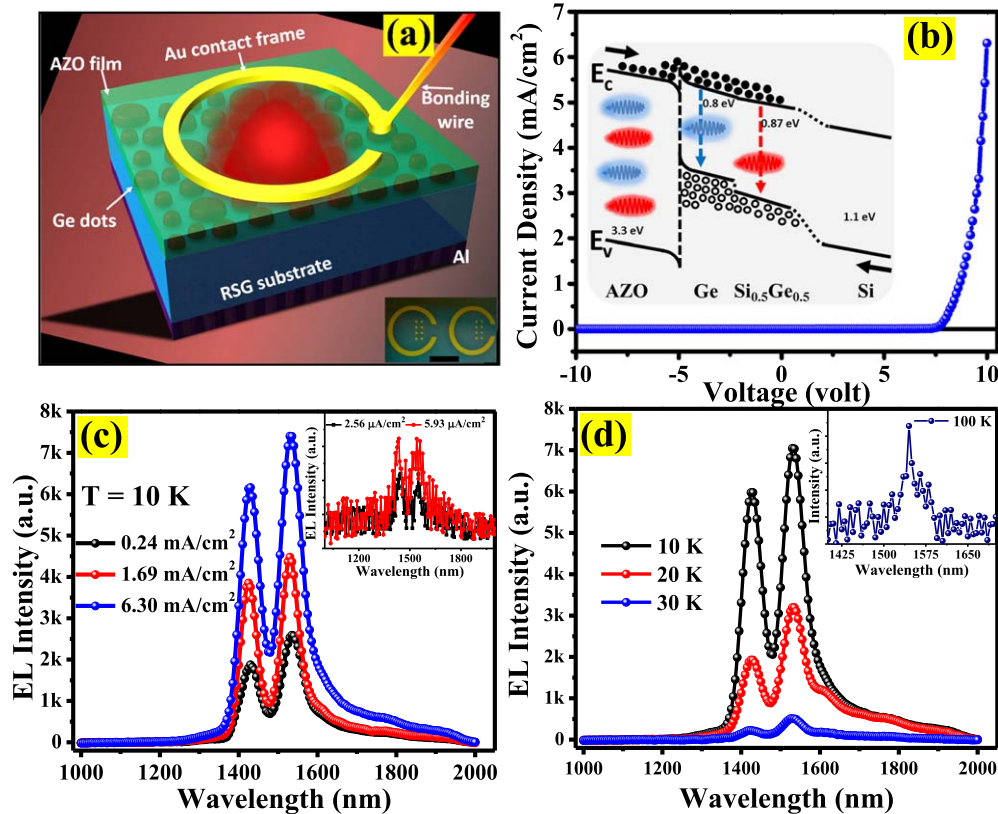 (a)
AZO film
Au contact frame
Bonding
wire
Ge dots
RSG substrate
Al
(b)
Current Density (mA/cm2)
7
6
5
4
3
2
1
0
-10
-5
0
5
10
Voltage (volt)
Ec
0.8 eV
0.87 eV
3.3 eV
1.1 eV
Ev
AZO
Ge
Si0.5Ge0.5
Si
(c)
EL Intensity (a.u.)
8k
7k
6k
5k
4k
3k
2k
1k
0
T = 10 K
0.24 mA/cm2
1.69 mA/cm2
6.30 mA/cm2
1000
1200
1400
1600
1800
2000
Wavelength (nm)
2.56 μA/cm2
5.93 μA/cm2
EL Intensity (a.u.)
1200
1400
1600
1800
Wavelength (nm)
(d)
EL Intensity (a.u.)
8k
7k
6k
5k
4k
3k
2k
1k
0
10 K
20 K
30 K
1000
1200
1400
1600
1800
2000
Wavelength (nm)
100 K
Intensity (a.u.)
1425
1500
1575
1650
Wavelength (nm)